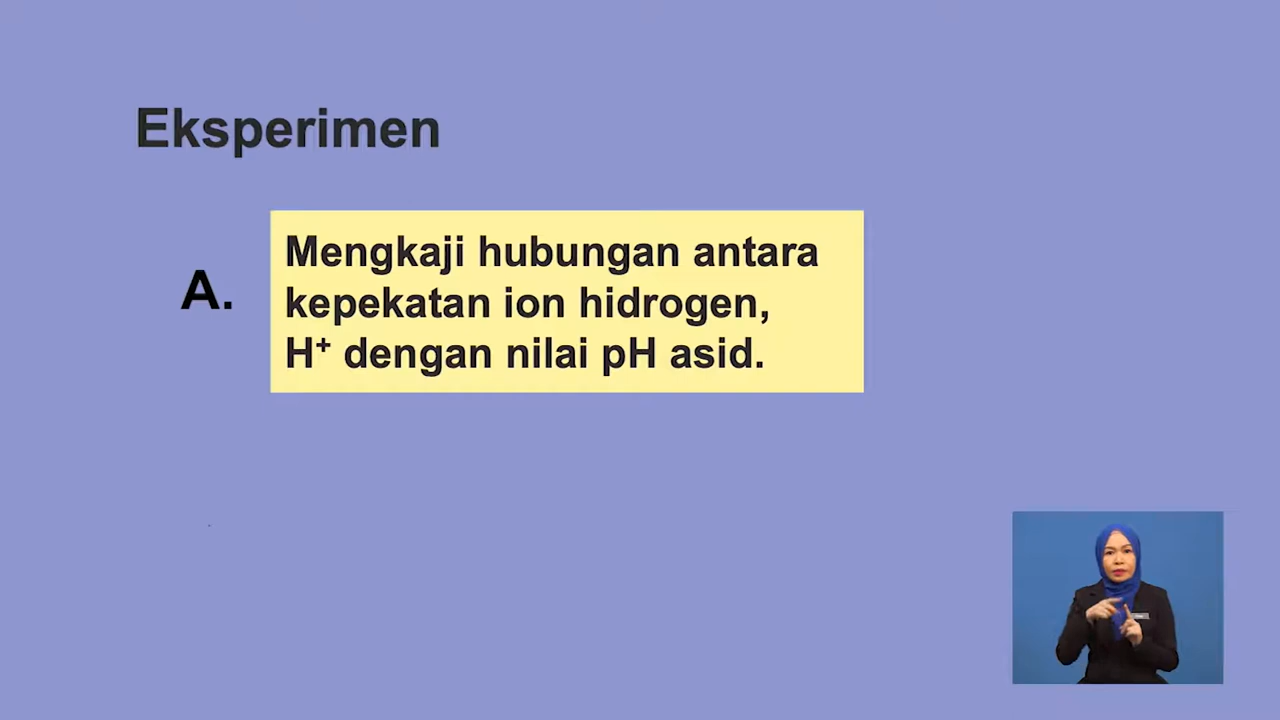 Eksperimen
A.
Mengkaji hubungan antara
kepekatan ion hidrogen,
H⁺ dengan nilai pH asid.